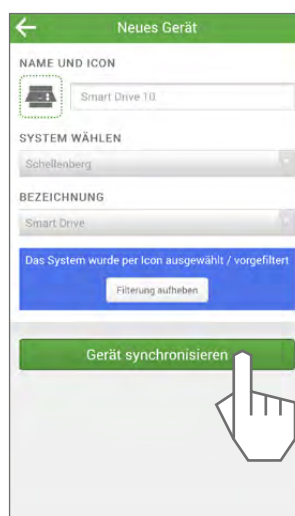 Neues Gerät
NAME UND ICON
Smart Drive 10
SYSTEM WÄHLEN
Schellenberg
BEZEICHNUNG
Smart Drive
Das System wurde per Icon ausgewählt / vorgefiltert
Filterung aufheben
Gerät synchronisieren